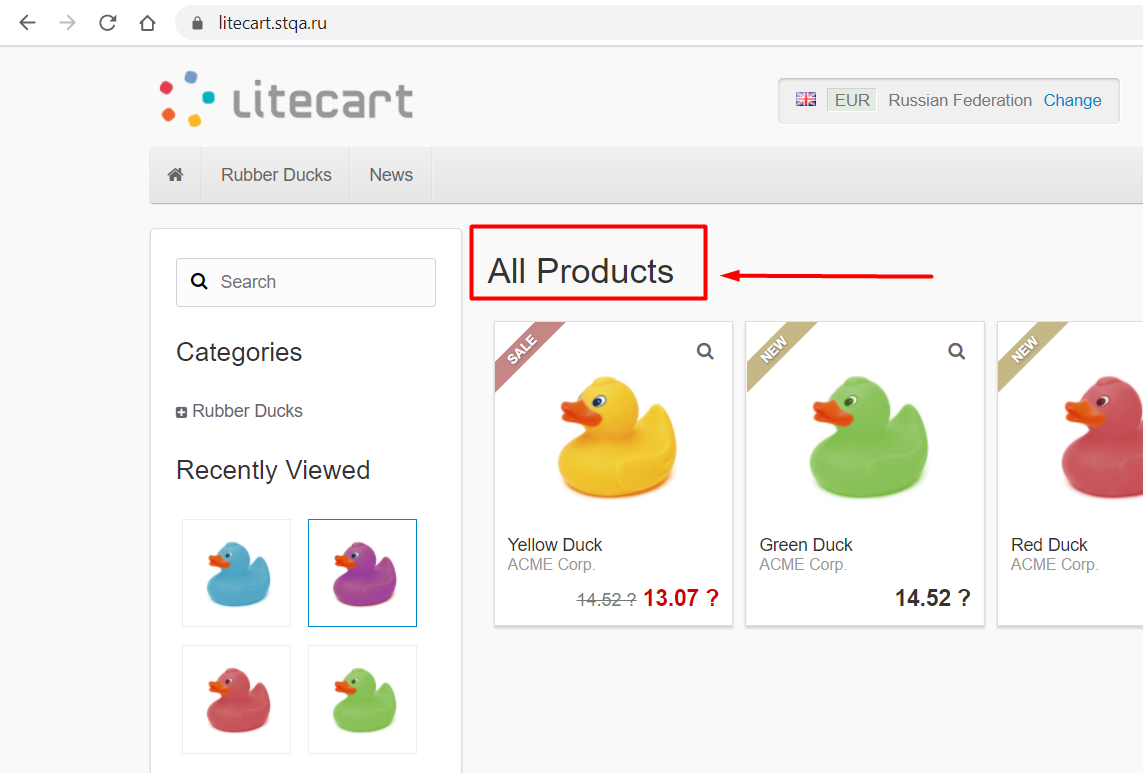 litecart.stqa.ru
Litecart
EUR Russian Federation Change
Rubber Ducks News
Search
Categories
Rubber Ducks
Recently Viewed
All Products
SALE
Yellow Duck
ACME Corp.
14.52 ? 13.07 ?
NEW
Green Duck
ACME Corp.
14.52 ?
NEW
Red Duck
ACME Corp.